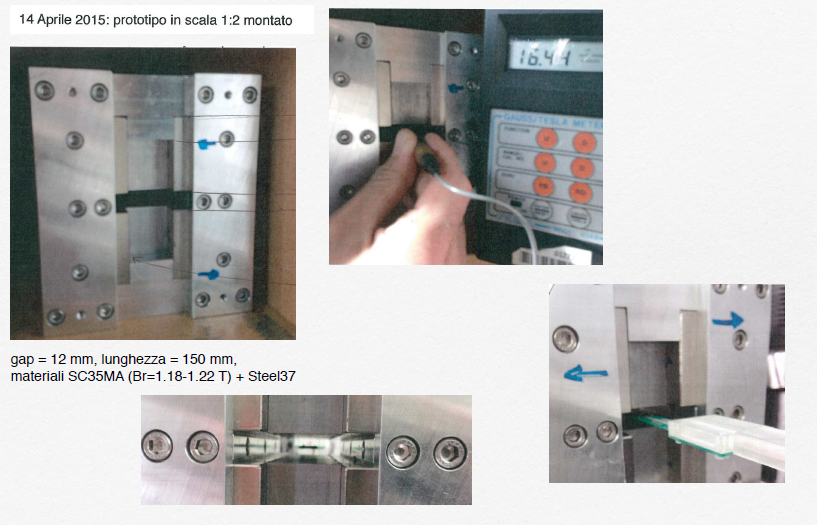 14 Aprile 2015: prototipo in scala 1:2 montato
16.44
GAUSS/TESLA METER
FUNCTION
gap = 12 mm, lunghezza = 150 mm,
materiali SC35MA (Br=1.18-1.22 T) + Steel37